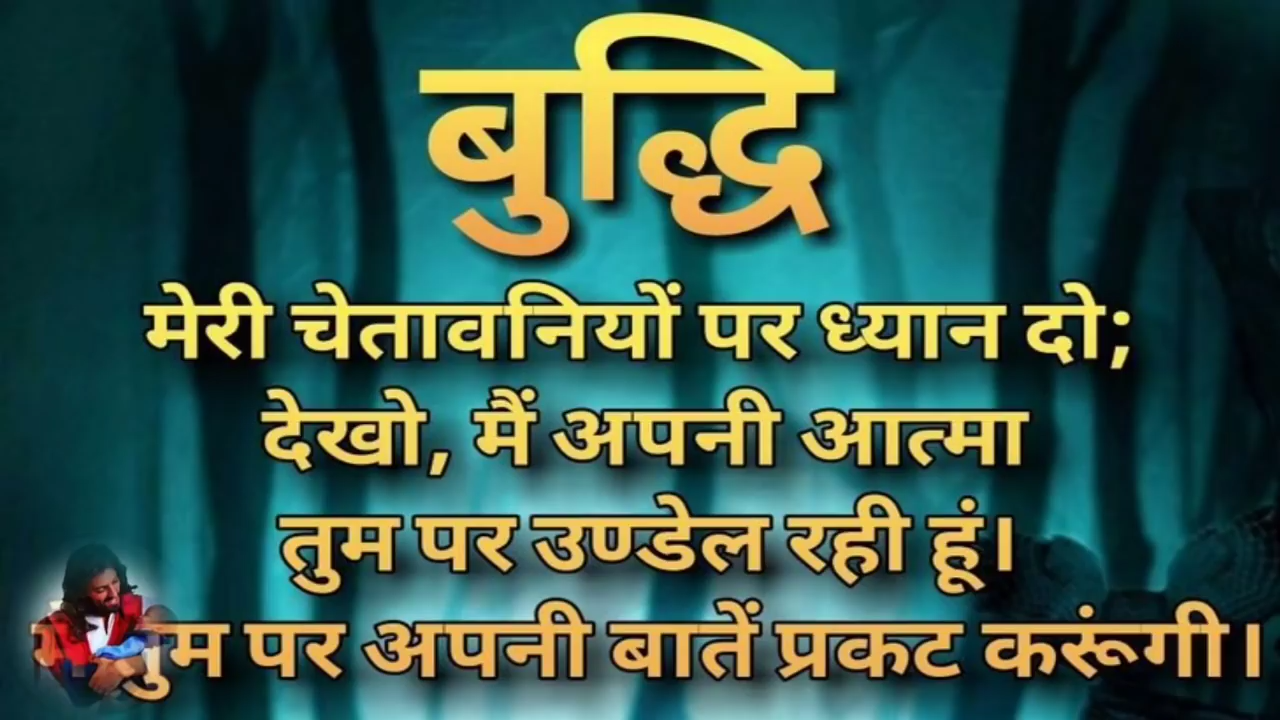 बुद्धि
मेरी चेतावनियों पर ध्यान दो;
देखो, मैं अपनी आत्मा
तुम पर उण्डेल रही हूं।
तुम पर अपनी बातें प्रकट करूंगी।